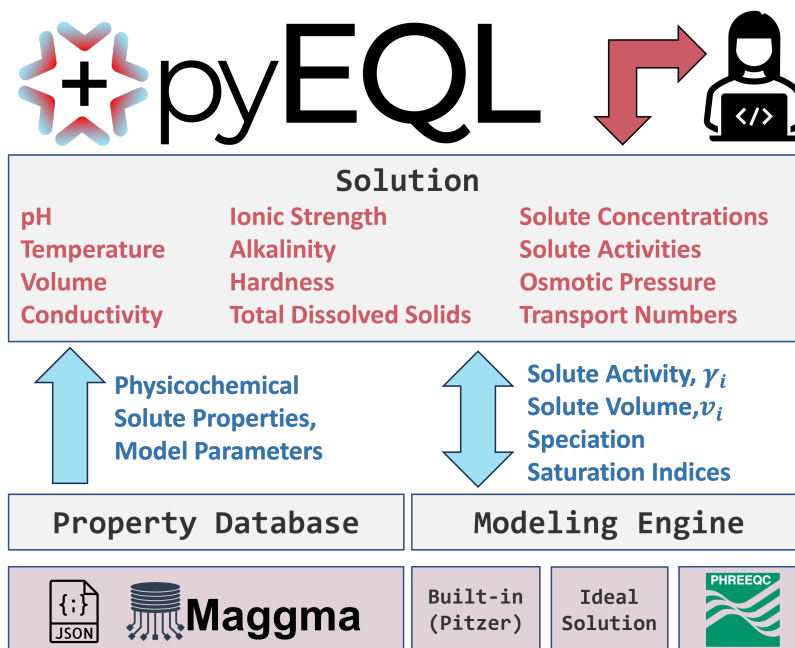 +
pyEQL
</>
Solution
pH
Temperature
Volume
Conductivity
Ionic Strength
Alkalinity
Hardness
Total Dissolved Solids
Solute Concentrations
Solute Activities
Osmotic Pressure
Transport Numbers
Physicochemical
Solute Properties,
Model Parameters
Solute Activity, γᵢ
Solute Volume,νᵢ
Speciation
Saturation Indices
Property Database
Modeling Engine
{;}
JSON
Maggma
Built-in
(Pitzer)
Ideal
Solution
PHREEQC